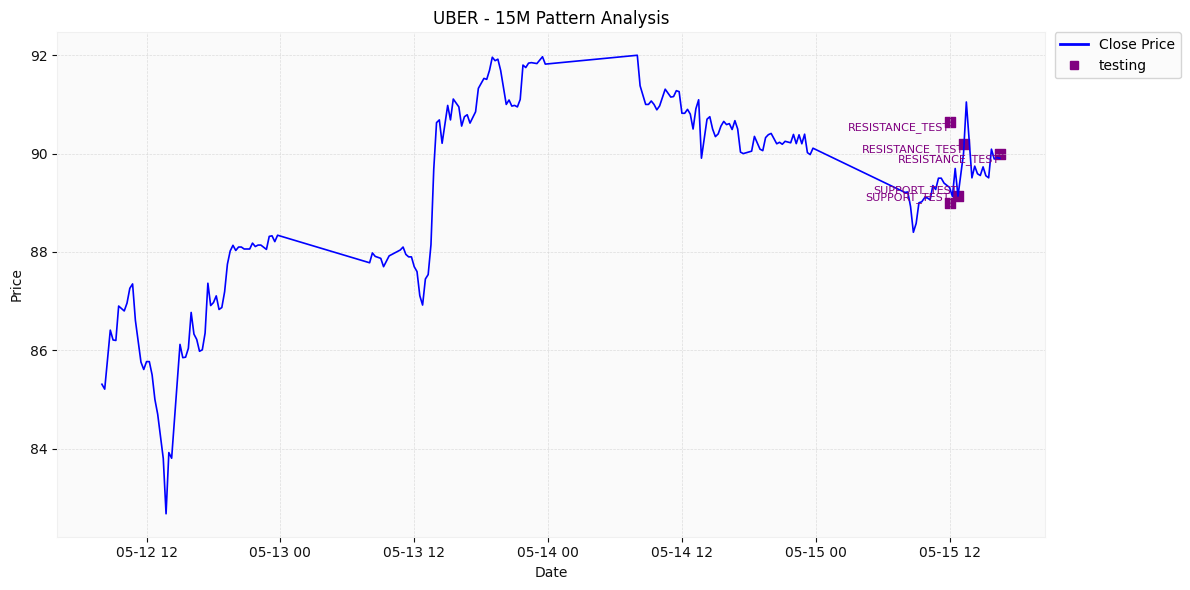 UBER - 15M Pattern Analysis
Close Price
testing
92
90
88
86
84
Price
RESISTANCE_TEST
RESISTANCE_TEST
RESISTANCE_TEST
SUPPORT_TEST
SUPPORT_TEST
05-12 12
05-13 00
05-13 12
05-14 00
05-14 12
05-15 00
05-15 12
Date